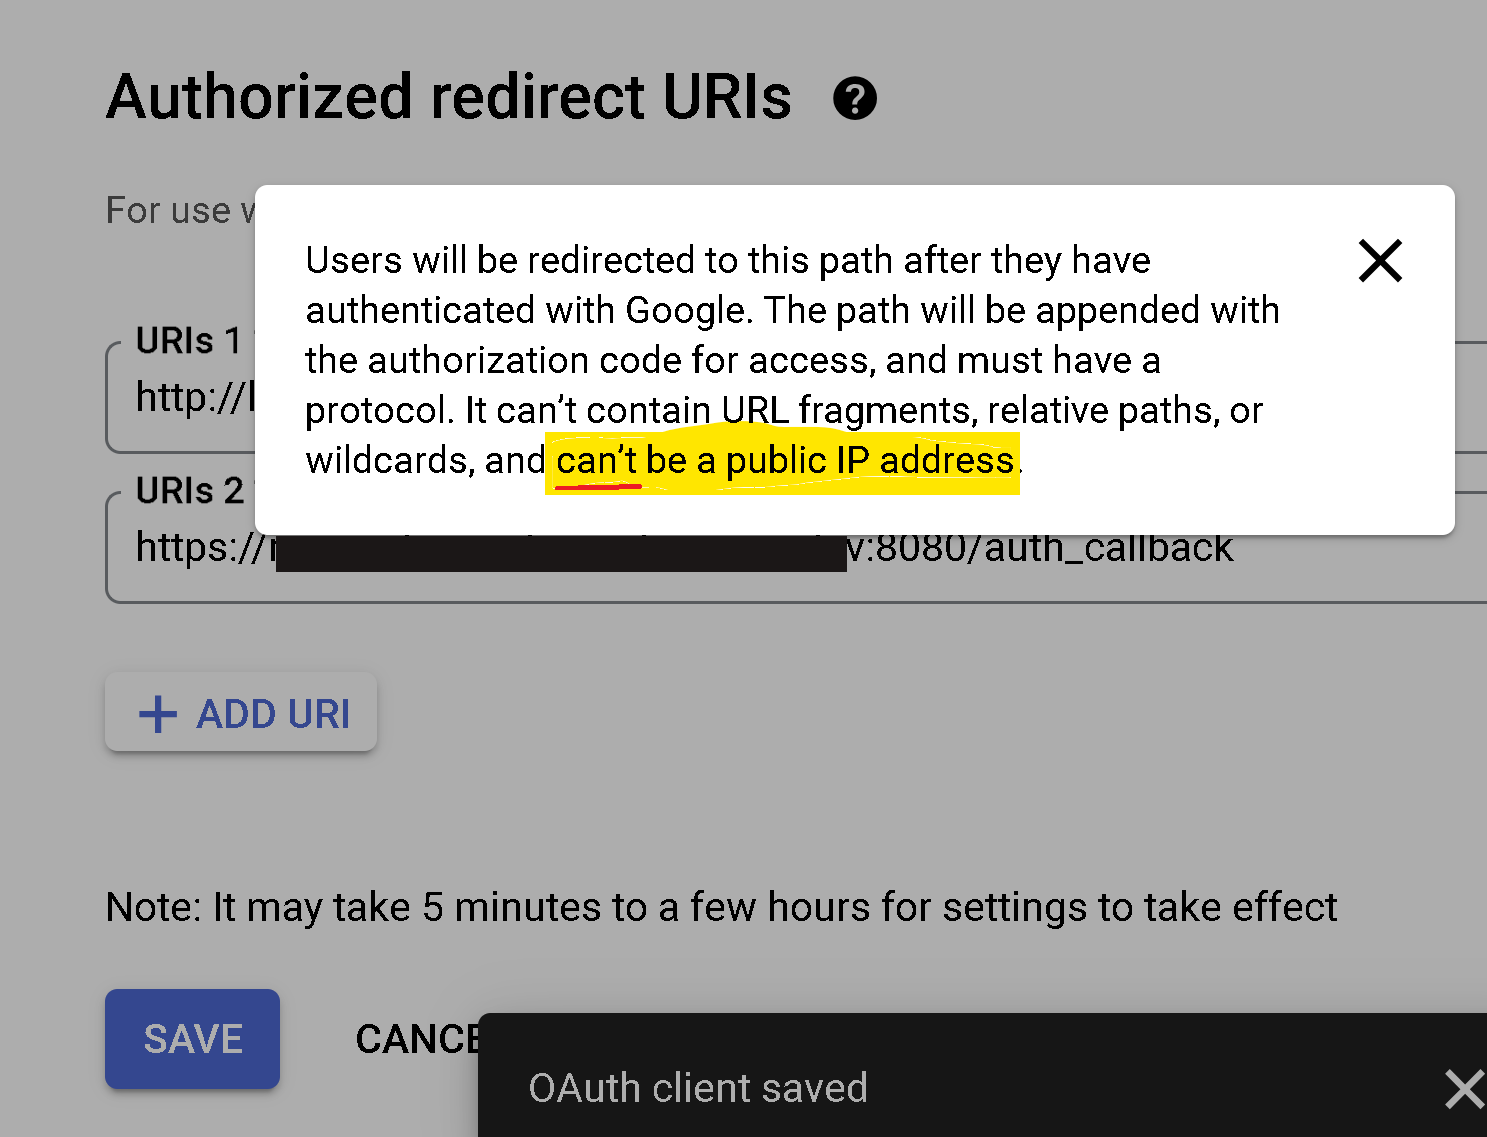 Authorized redirect URIs ?
For use
Users will be redirected to this path after they have
authenticated with Google. The path will be appended with
the authorization code for access, and must have a
protocol. It can’t contain URL fragments, relative paths, or
wildcards, and can’t be a public IP address.
URIs 1
http://
URIs 2
https:// v:8080/auth_callback
+ ADD URI
Note: It may take 5 minutes to a few hours for settings to take effect
SAVE
OAuth client saved